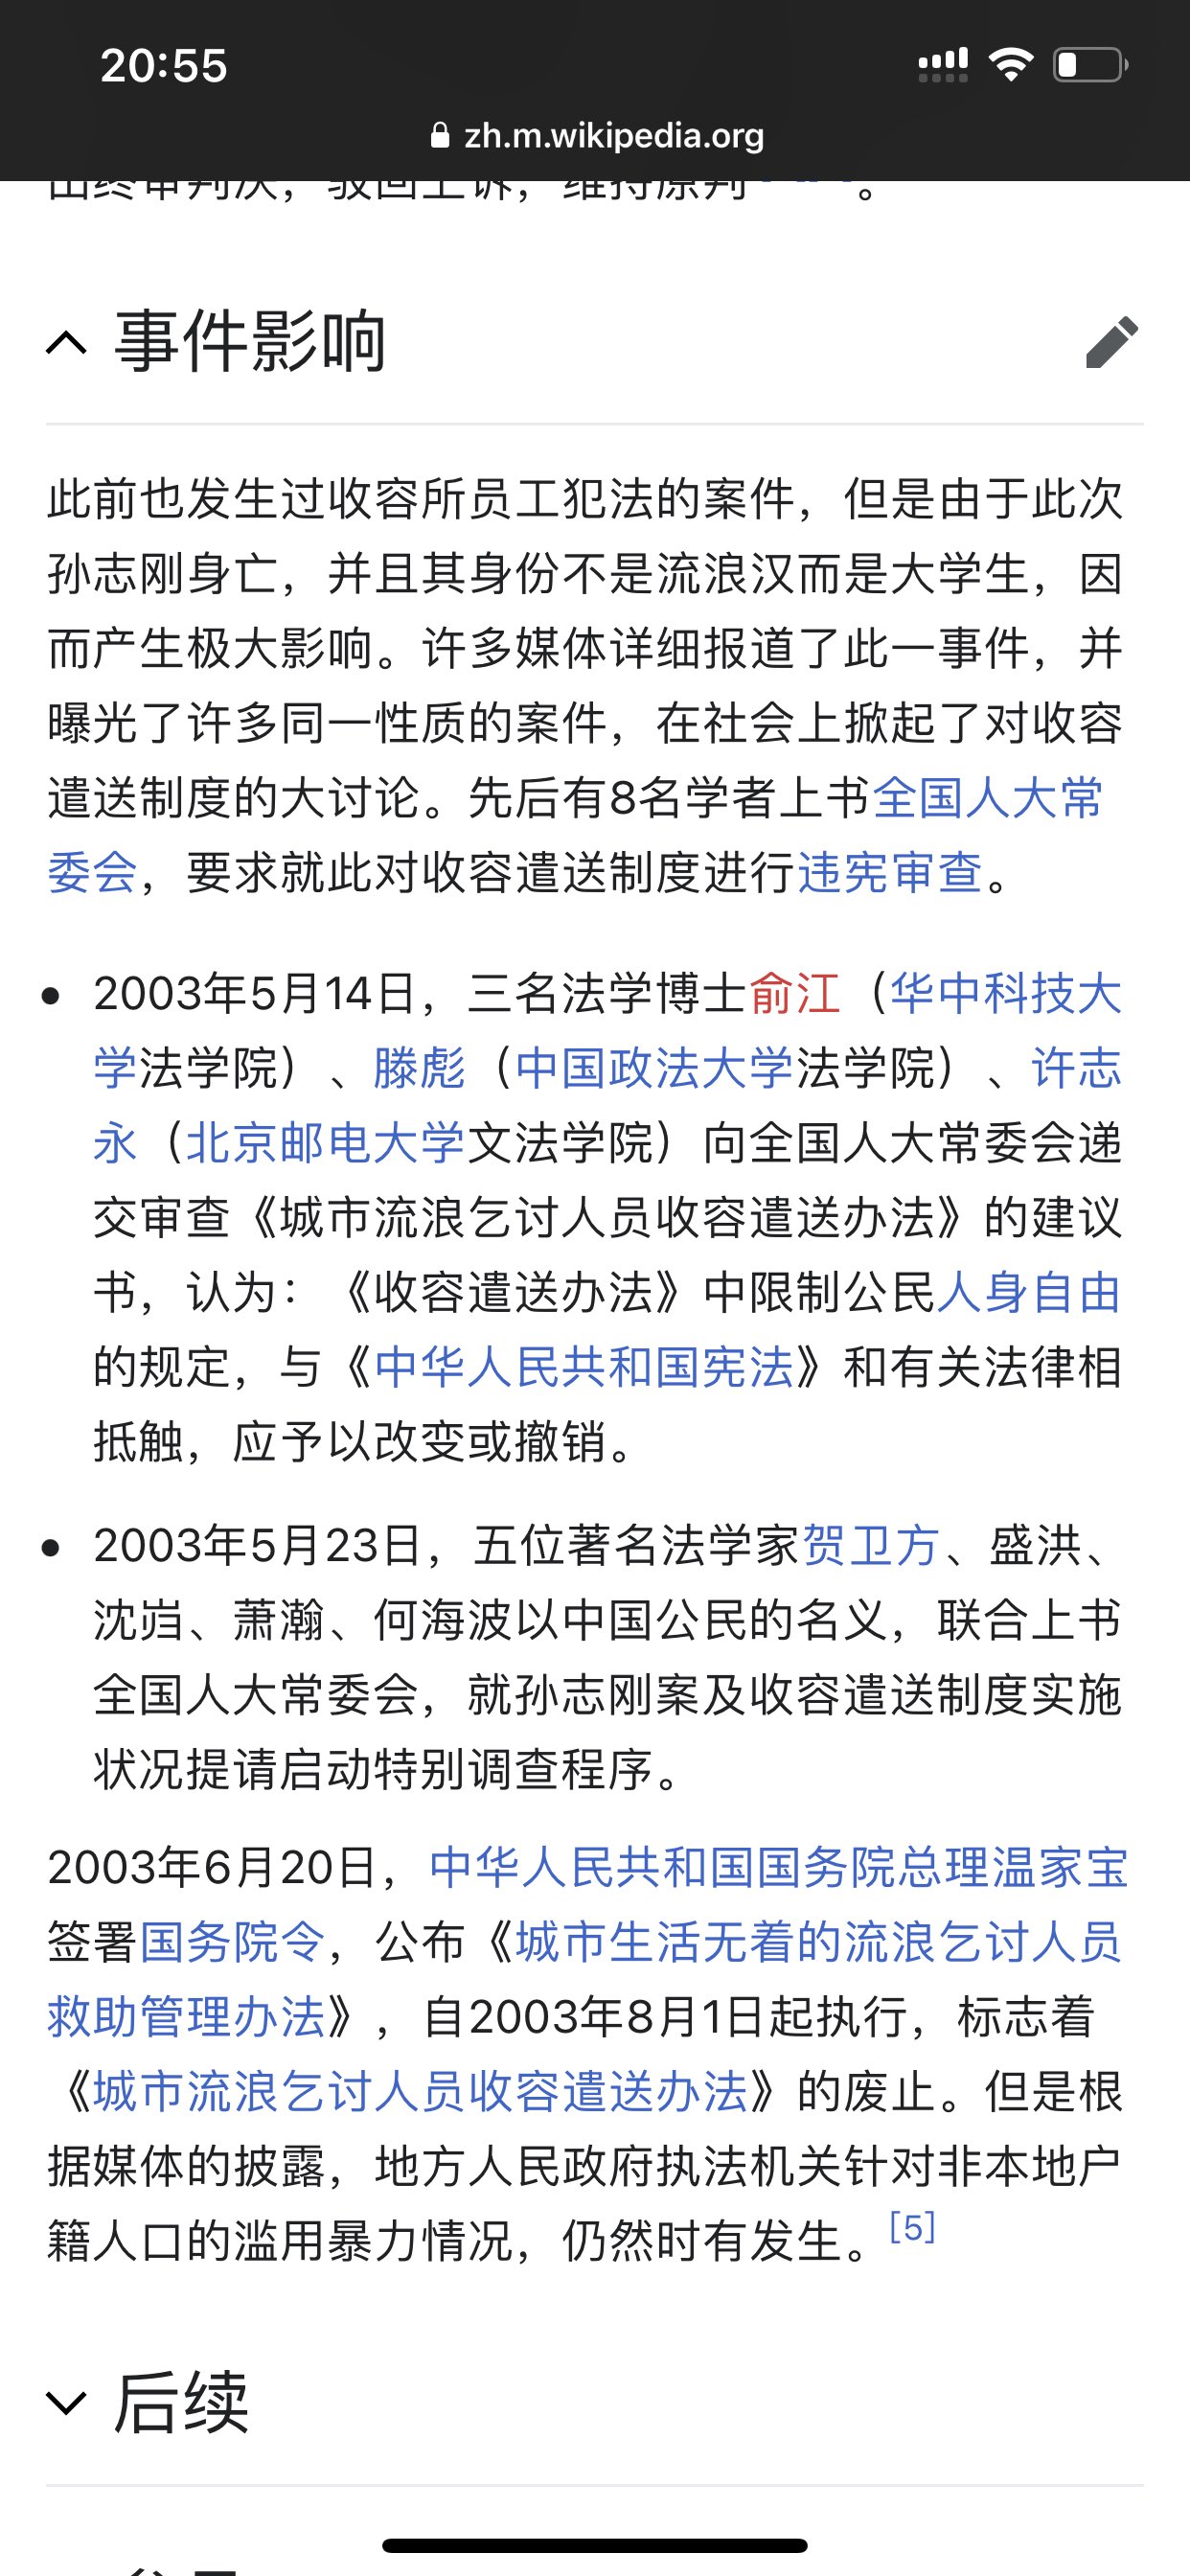 20:55
zh.m.wikipedia.org
出终审判决，驳回上诉，维持原判。
事件影响
此前也发生过收容所员工犯法的案件，但是由于此次
孙志刚身亡，并且其身份不是流浪汉而是大学生，因
而产生极大影响。许多媒体详细报道了此一事件，并
曝光了许多同一性质的案件，在社会上掀起了对收容
遣送制度的大讨论。先后有8名学者上书全国人大常
委会，要求就此对收容遣送制度进行违宪审查。
• 2003年5月14日，三名法学博士俞江（华中科技大
学法学院）、滕彪（中国政法大学法学院）、许志
永（北京邮电大学文法学院）向全国人大常委会递
交审查《城市流浪乞讨人员收容遣送办法》的建议
书，认为：《收容遣送办法》中限制公民人身自由
的规定，与《中华人民共和国宪法》和有关法律相
抵触，应予以改变或撤销。
• 2003年5月23日，五位著名法学家贺卫方、盛洪、
沈岿、萧瀚、何海波以中国公民的名义，联合上书
全国人大常委会，就孙志刚案及收容遣送制度实施
状况提请启动特别调查程序。
2003年6月20日，中华人民共和国国务院总理温家宝
签署国务院令，公布《城市生活无着的流浪乞讨人员
救助管理办法》，自2003年8月1日起执行，标志着
《城市流浪乞讨人员收容遣送办法》的废止。但是根
据媒体的披露，地方人民政府执法机关针对非本地户
籍人口的滥用暴力情况，仍然时有发生。[5]
后续